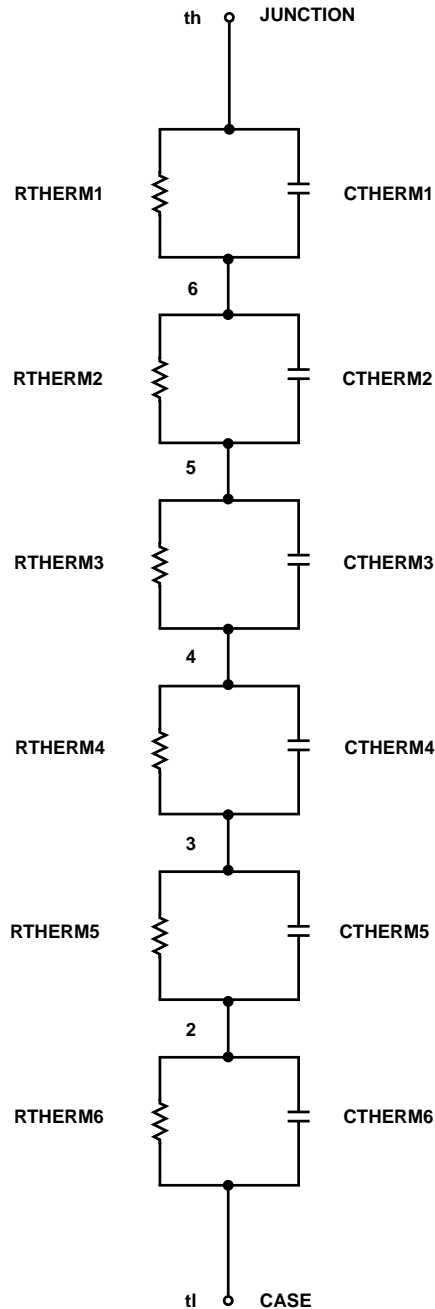 th JUNCTION
RTHERM1 CTHERM1
6
RTHERM2 CTHERM2
5
RTHERM3 CTHERM3
4
RTHERM4 CTHERM4
3
RTHERM5 CTHERM5
2
RTHERM6 CTHERM6
tl CASE